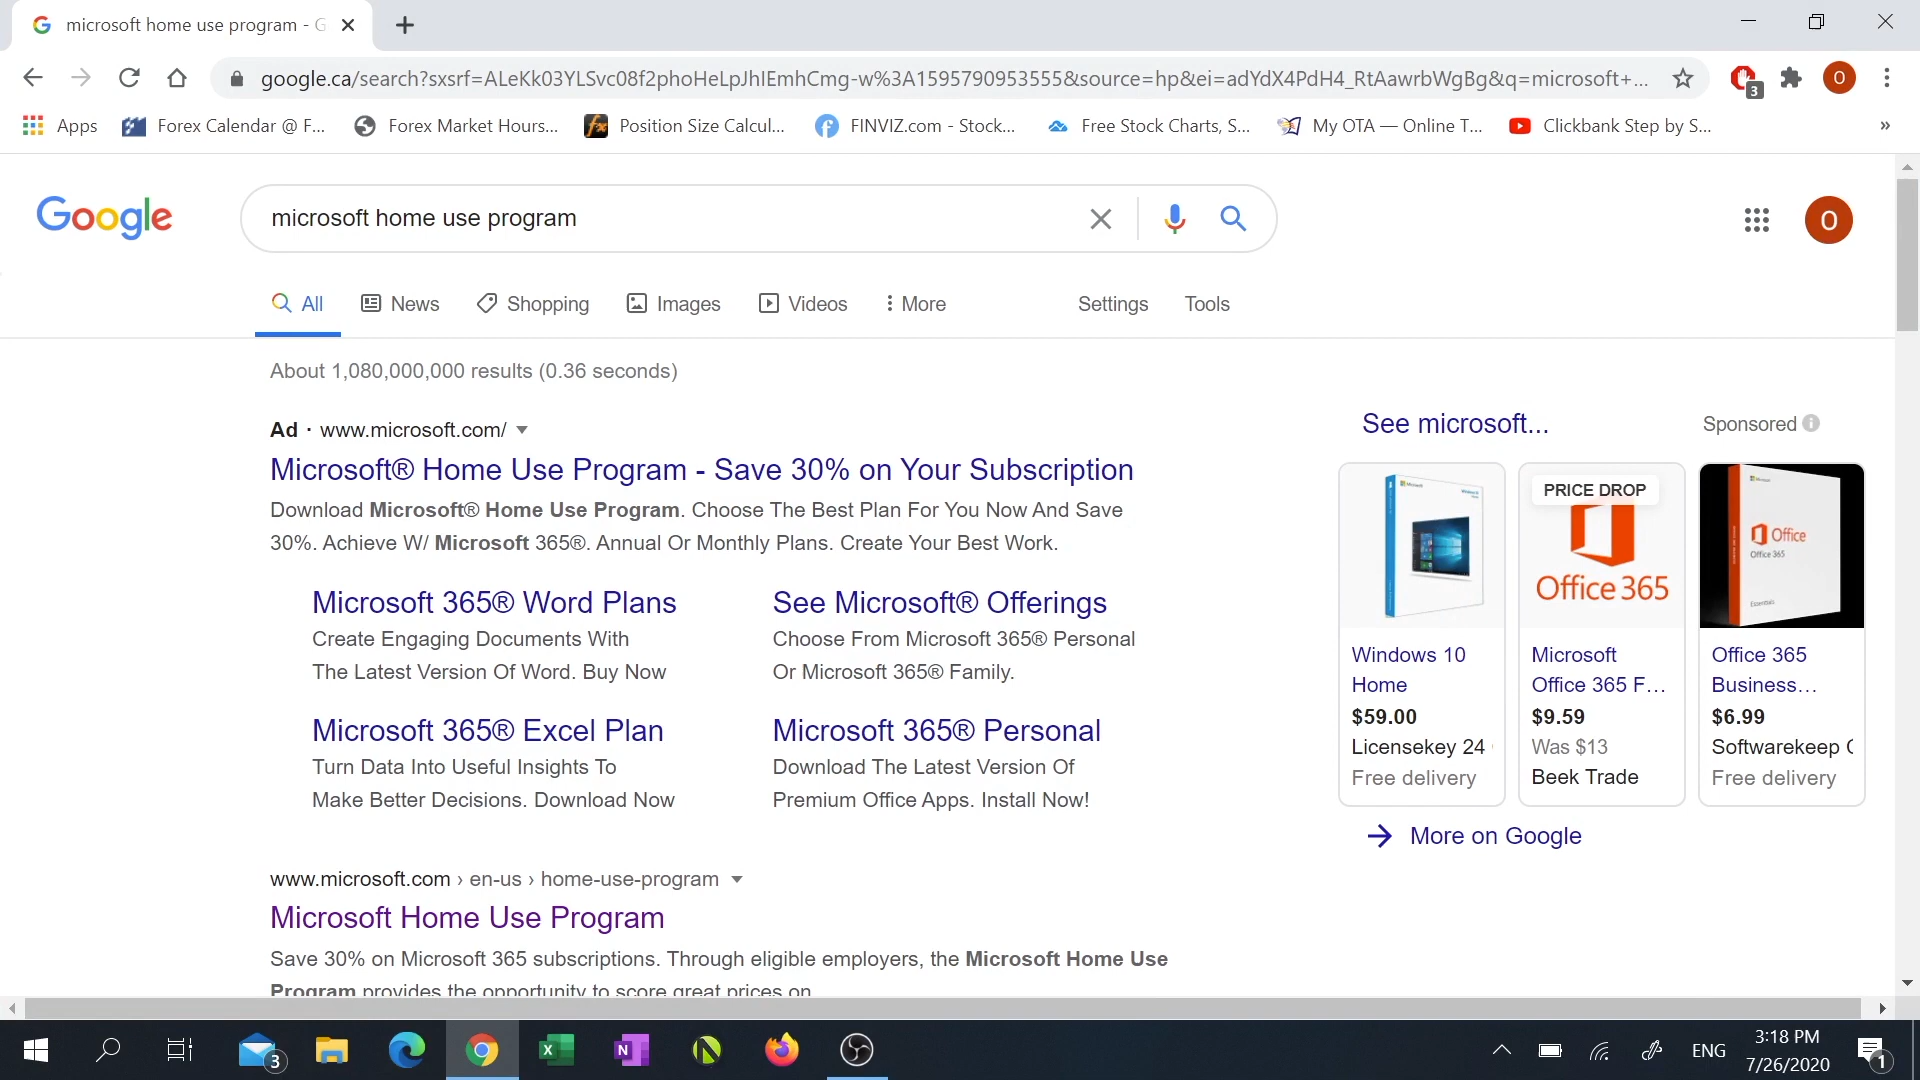 microsoft home use program - G
google.ca/search?sxsrf=ALeKk03YLSvc08f2phoHeLpJhIEmhCmg-w%3A1595790953555&source=hp&ei=adYdX4PdH4_RtAawrbWgBg&q=microsoft+...
3
O
Apps
Forex Calendar @ F...
Forex Market Hours...
fx
Position Size Calcul...
FINVIZ.com - Stock...
Free Stock Charts, S...
My OTA — Online T...
Clickbank Step by S...
»
Google
microsoft home use program
O
All
News
Shopping
Images
Videos
More
Settings
Tools
About 1,080,000,000 results (0.36 seconds)
Ad · www.microsoft.com/
Microsoft® Home Use Program - Save 30% on Your Subscription
Download Microsoft® Home Use Program. Choose The Best Plan For You Now And Save
30%. Achieve W/ Microsoft 365®. Annual Or Monthly Plans. Create Your Best Work.
Microsoft 365® Word Plans
Create Engaging Documents With
The Latest Version Of Word. Buy Now
See Microsoft® Offerings
Choose From Microsoft 365® Personal
Or Microsoft 365® Family.
Microsoft 365® Excel Plan
Turn Data Into Useful Insights To
Make Better Decisions. Download Now
Microsoft 365® Personal
Download The Latest Version Of
Premium Office Apps. Install Now!
www.microsoft.com › en-us › home-use-program
Microsoft Home Use Program
Save 30% on Microsoft 365 subscriptions. Through eligible employers, the Microsoft Home Use
Program provides the opportunity to score great prices on
See microsoft...
Sponsored
Windows 10
Home
$59.00
Licensekey 24
Free delivery
PRICE DROP
Office 365
Microsoft
Office 365 F...
$9.59
Was $13
Beek Trade
Office
Office 365
Essentials
Office 365
Business...
$6.99
Softwarekeep C
Free delivery
More on Google
3
ENG
3:18 PM
7/26/2020
1